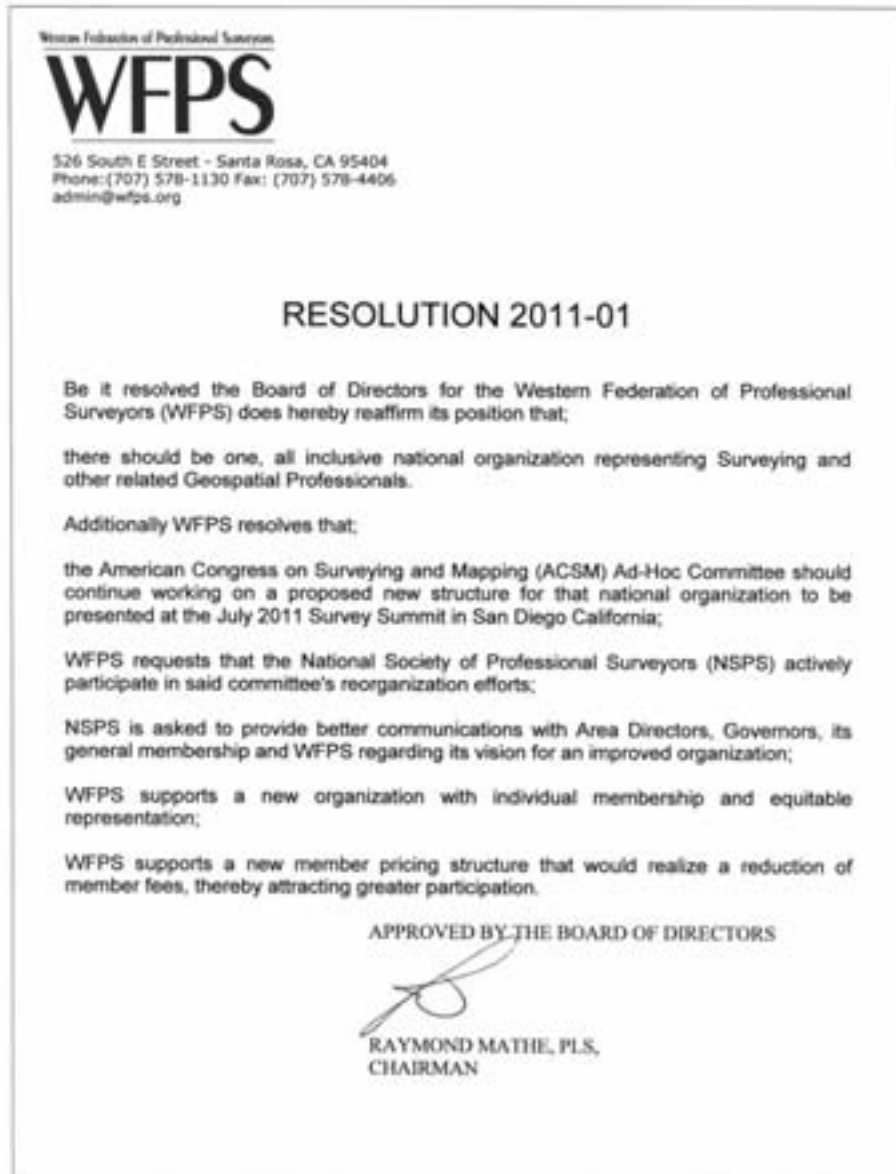 Western Federation of Professional Surveyors
WFPS
526 South E Street - Santa Rosa, CA 95404
Phone:(707) 578-1130 Fax: (707) 578-4406
admin@wfps.org
RESOLUTION 2011-01
Be it resolved the Board of Directors for the Western Federation of Professional
Surveyors (WFPS) does hereby reaffirm its position that;
there should be one, all inclusive national organization representing Surveying and
other related Geospatial Professionals.
Additionally WFPS resolves that;
the American Congress on Surveying and Mapping (ACSM) Ad-Hoc Committee should
continue working on a proposed new structure for that national organization to be
presented at the July 2011 Survey Summit in San Diego California;
WFPS requests that the National Society of Professional Surveyors (NSPS) actively
participate in said committee's reorganization efforts;
NSPS is asked to provide better communications with Area Directors, Governors, its
general membership and WFPS regarding its vision for an improved organization;
WFPS supports a new organization with individual membership and equitable
representation;
WFPS supports a new member pricing structure that would realize a reduction of
member fees, thereby attracting greater participation.
APPROVED BY THE BOARD OF DIRECTORS
RAYMOND MATHE, PLS,
CHAIRMAN